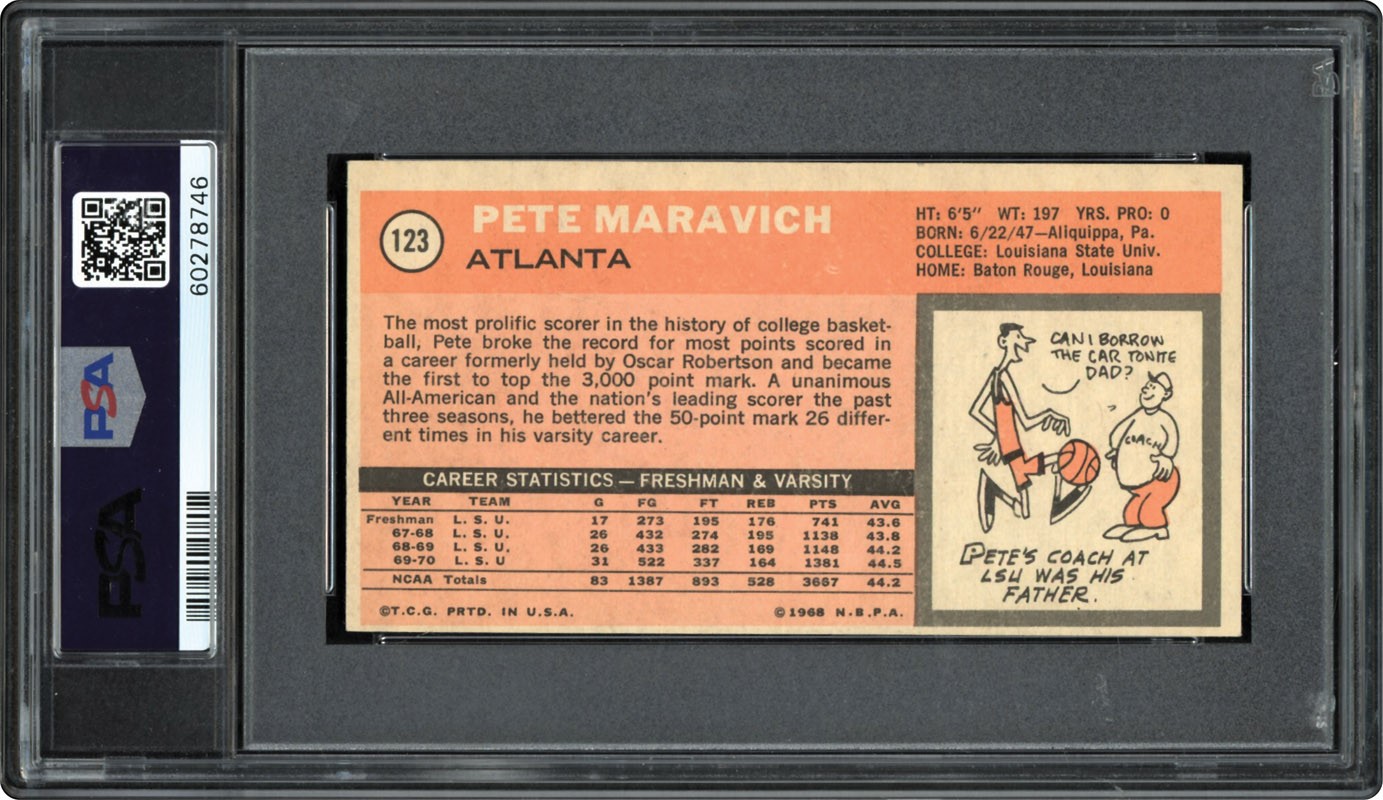 PSA
60278746
PSA
123
PETE MARAVICH
ATLANTA
HT: 6'5" WT: 197 YRS. PRO: 0
BORN: 6/22/47—Aliquippa, Pa.
COLLEGE: Louisiana State Univ.
HOME: Baton Rouge, Louisiana
The most prolific scorer in the history of college basket-
ball, Pete broke the record for most points scored in
a career formerly held by Oscar Robertson and became
the first to top the 3,000 point mark. A unanimous
All-American and the nation's leading scorer the past
three seasons, he bettered the 50-point mark 26 differ-
ent times in his varsity career.
CAREER STATISTICS — FRESHMAN & VARSITY
YEAR TEAM G FG FT REB PTS AVG
Freshman L. S. U. 17 273 195 176 741 43.6
67-68 L. S. U. 26 432 274 195 1138 43.8
68-69 L. S. U. 26 433 282 169 1148 44.2
69-70 L. S. U 31 522 337 164 1381 44.5
NCAA Totals 83 1387 893 528 3667 44.2
©T.C.G. PRTD. IN U.S.A. ©1968 N.B.P.A.
CAN I BORROW
THE CAR TONITE
DAD?
COACH
PETE'S COACH AT
LSU WAS HIS
FATHER.
PSA